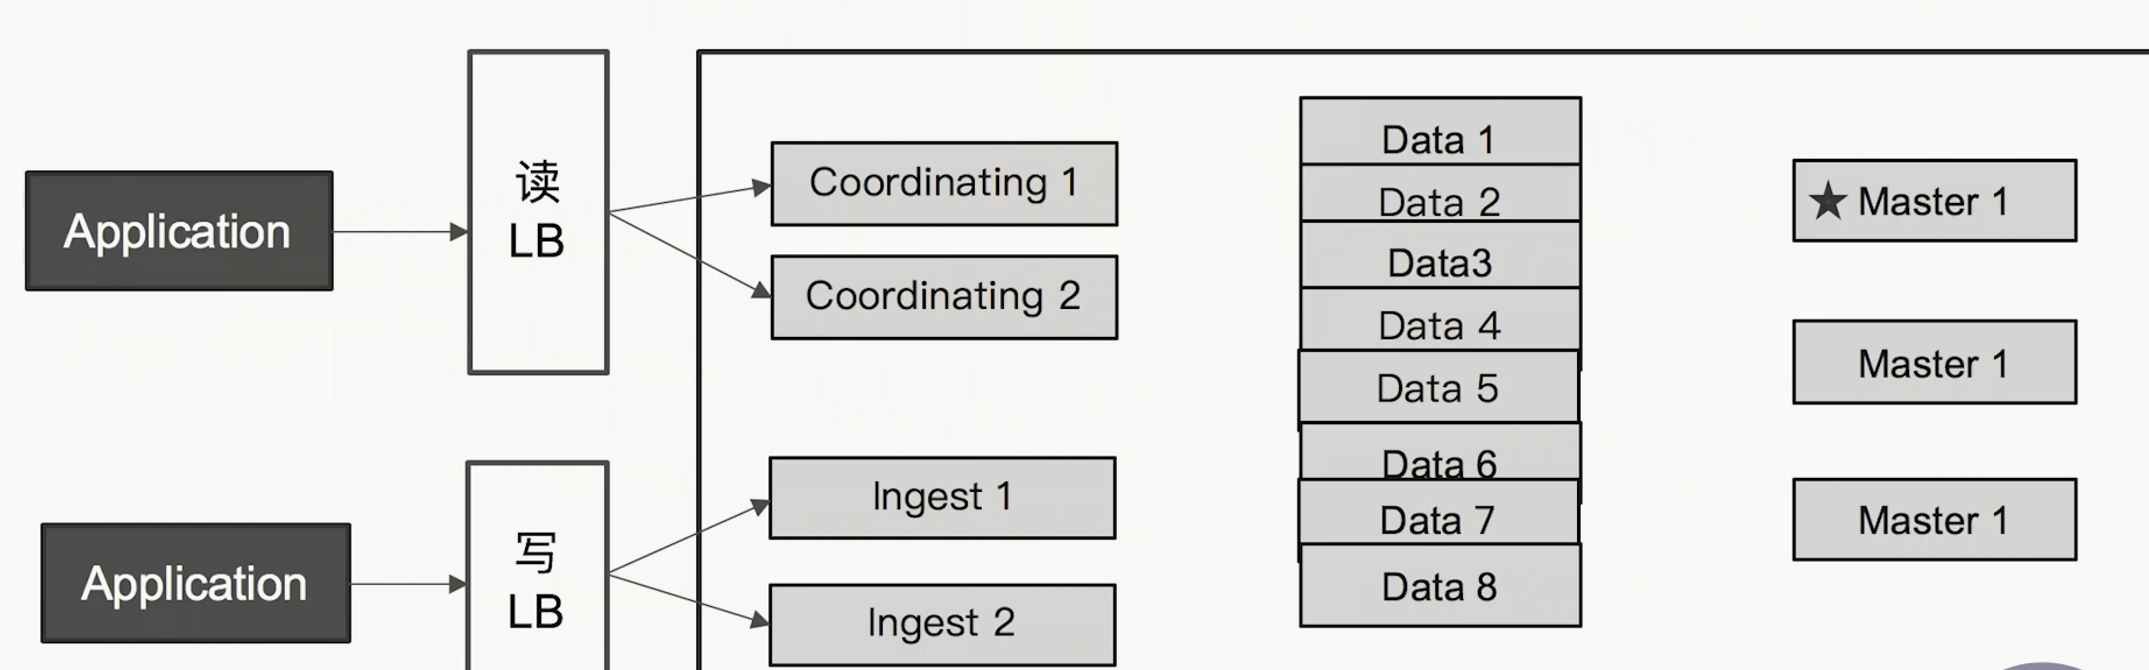 Application
读
LB
Coordinating 1
Coordinating 2
Data 1
Data 2
Data3
Data 4
Data 5
Data 6
Data 7
Data 8
★ Master 1
Master 1
Master 1
Application
写
LB
Ingest 1
Ingest 2